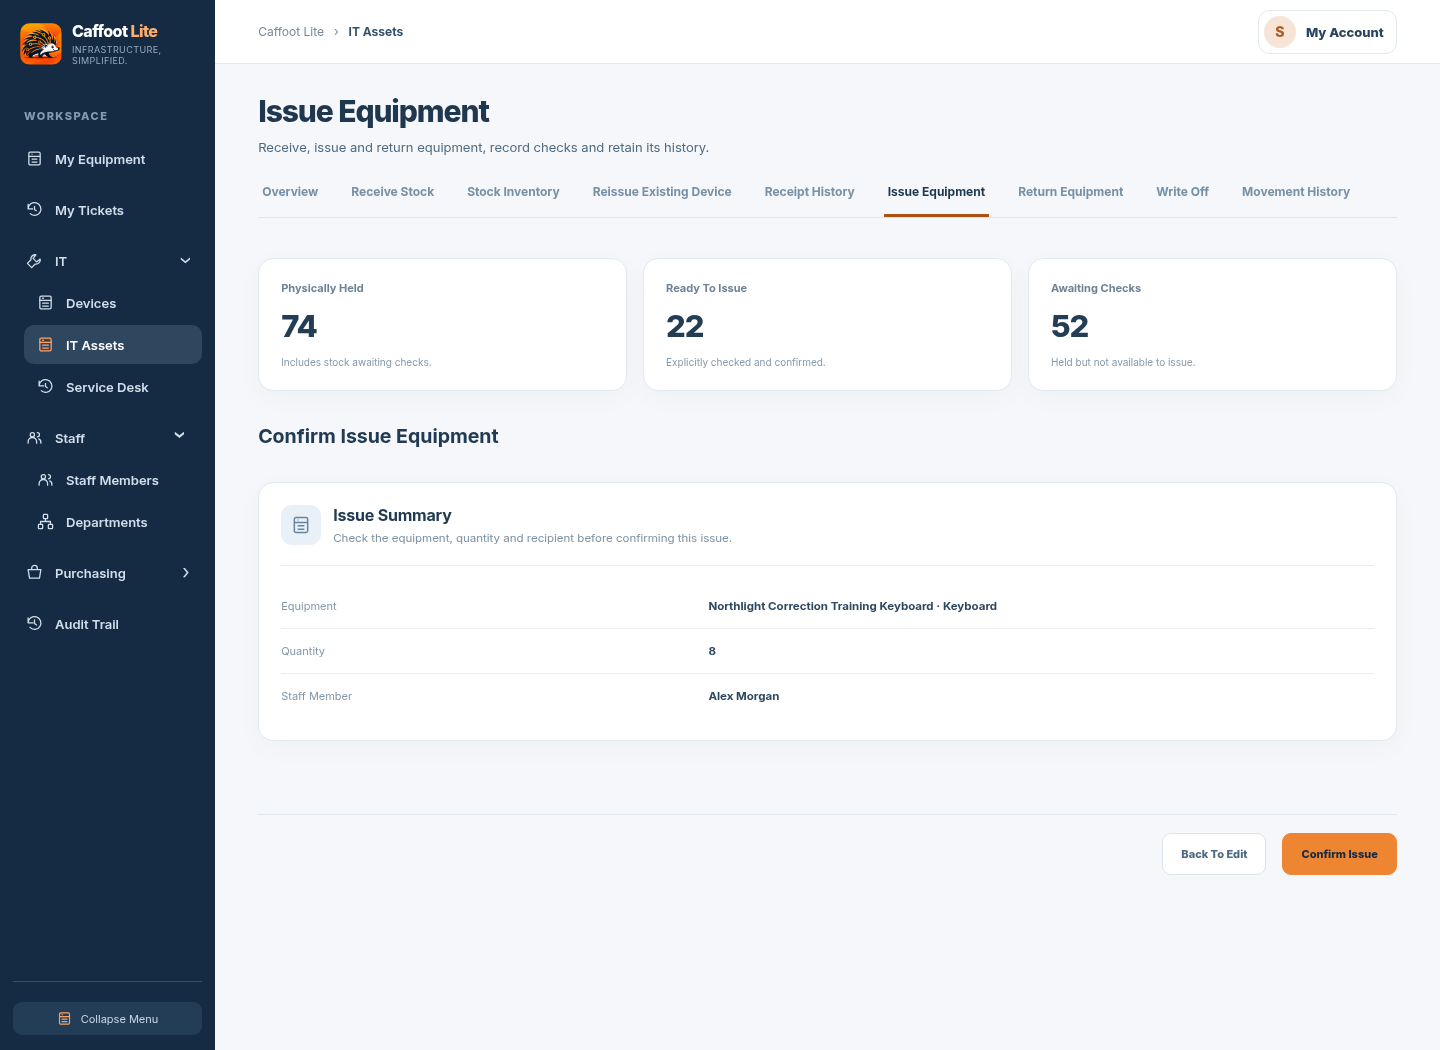 Caffoot Lite
INFRASTRUCTURE,
SIMPLIFIED.
WORKSPACE
My Equipment
My Tickets
IT
Devices
IT Assets
Service Desk
Staff
Staff Members
Departments
Purchasing
Audit Trail
Collapse Menu
Caffoot Lite › IT Assets
S My Account
Issue Equipment
Receive, issue and return equipment, record checks and retain its history.
Overview Receive Stock Stock Inventory Reissue Existing Device Receipt History Issue Equipment Return Equipment Write Off Movement History
Physically Held
74
Includes stock awaiting checks.
Ready To Issue
22
Explicitly checked and confirmed.
Awaiting Checks
52
Held but not available to issue.
Confirm Issue Equipment
Issue Summary
Check the equipment, quantity and recipient before confirming this issue.
Equipment Northlight Correction Training Keyboard · Keyboard
Quantity 8
Staff Member Alex Morgan
Back To Edit Confirm Issue